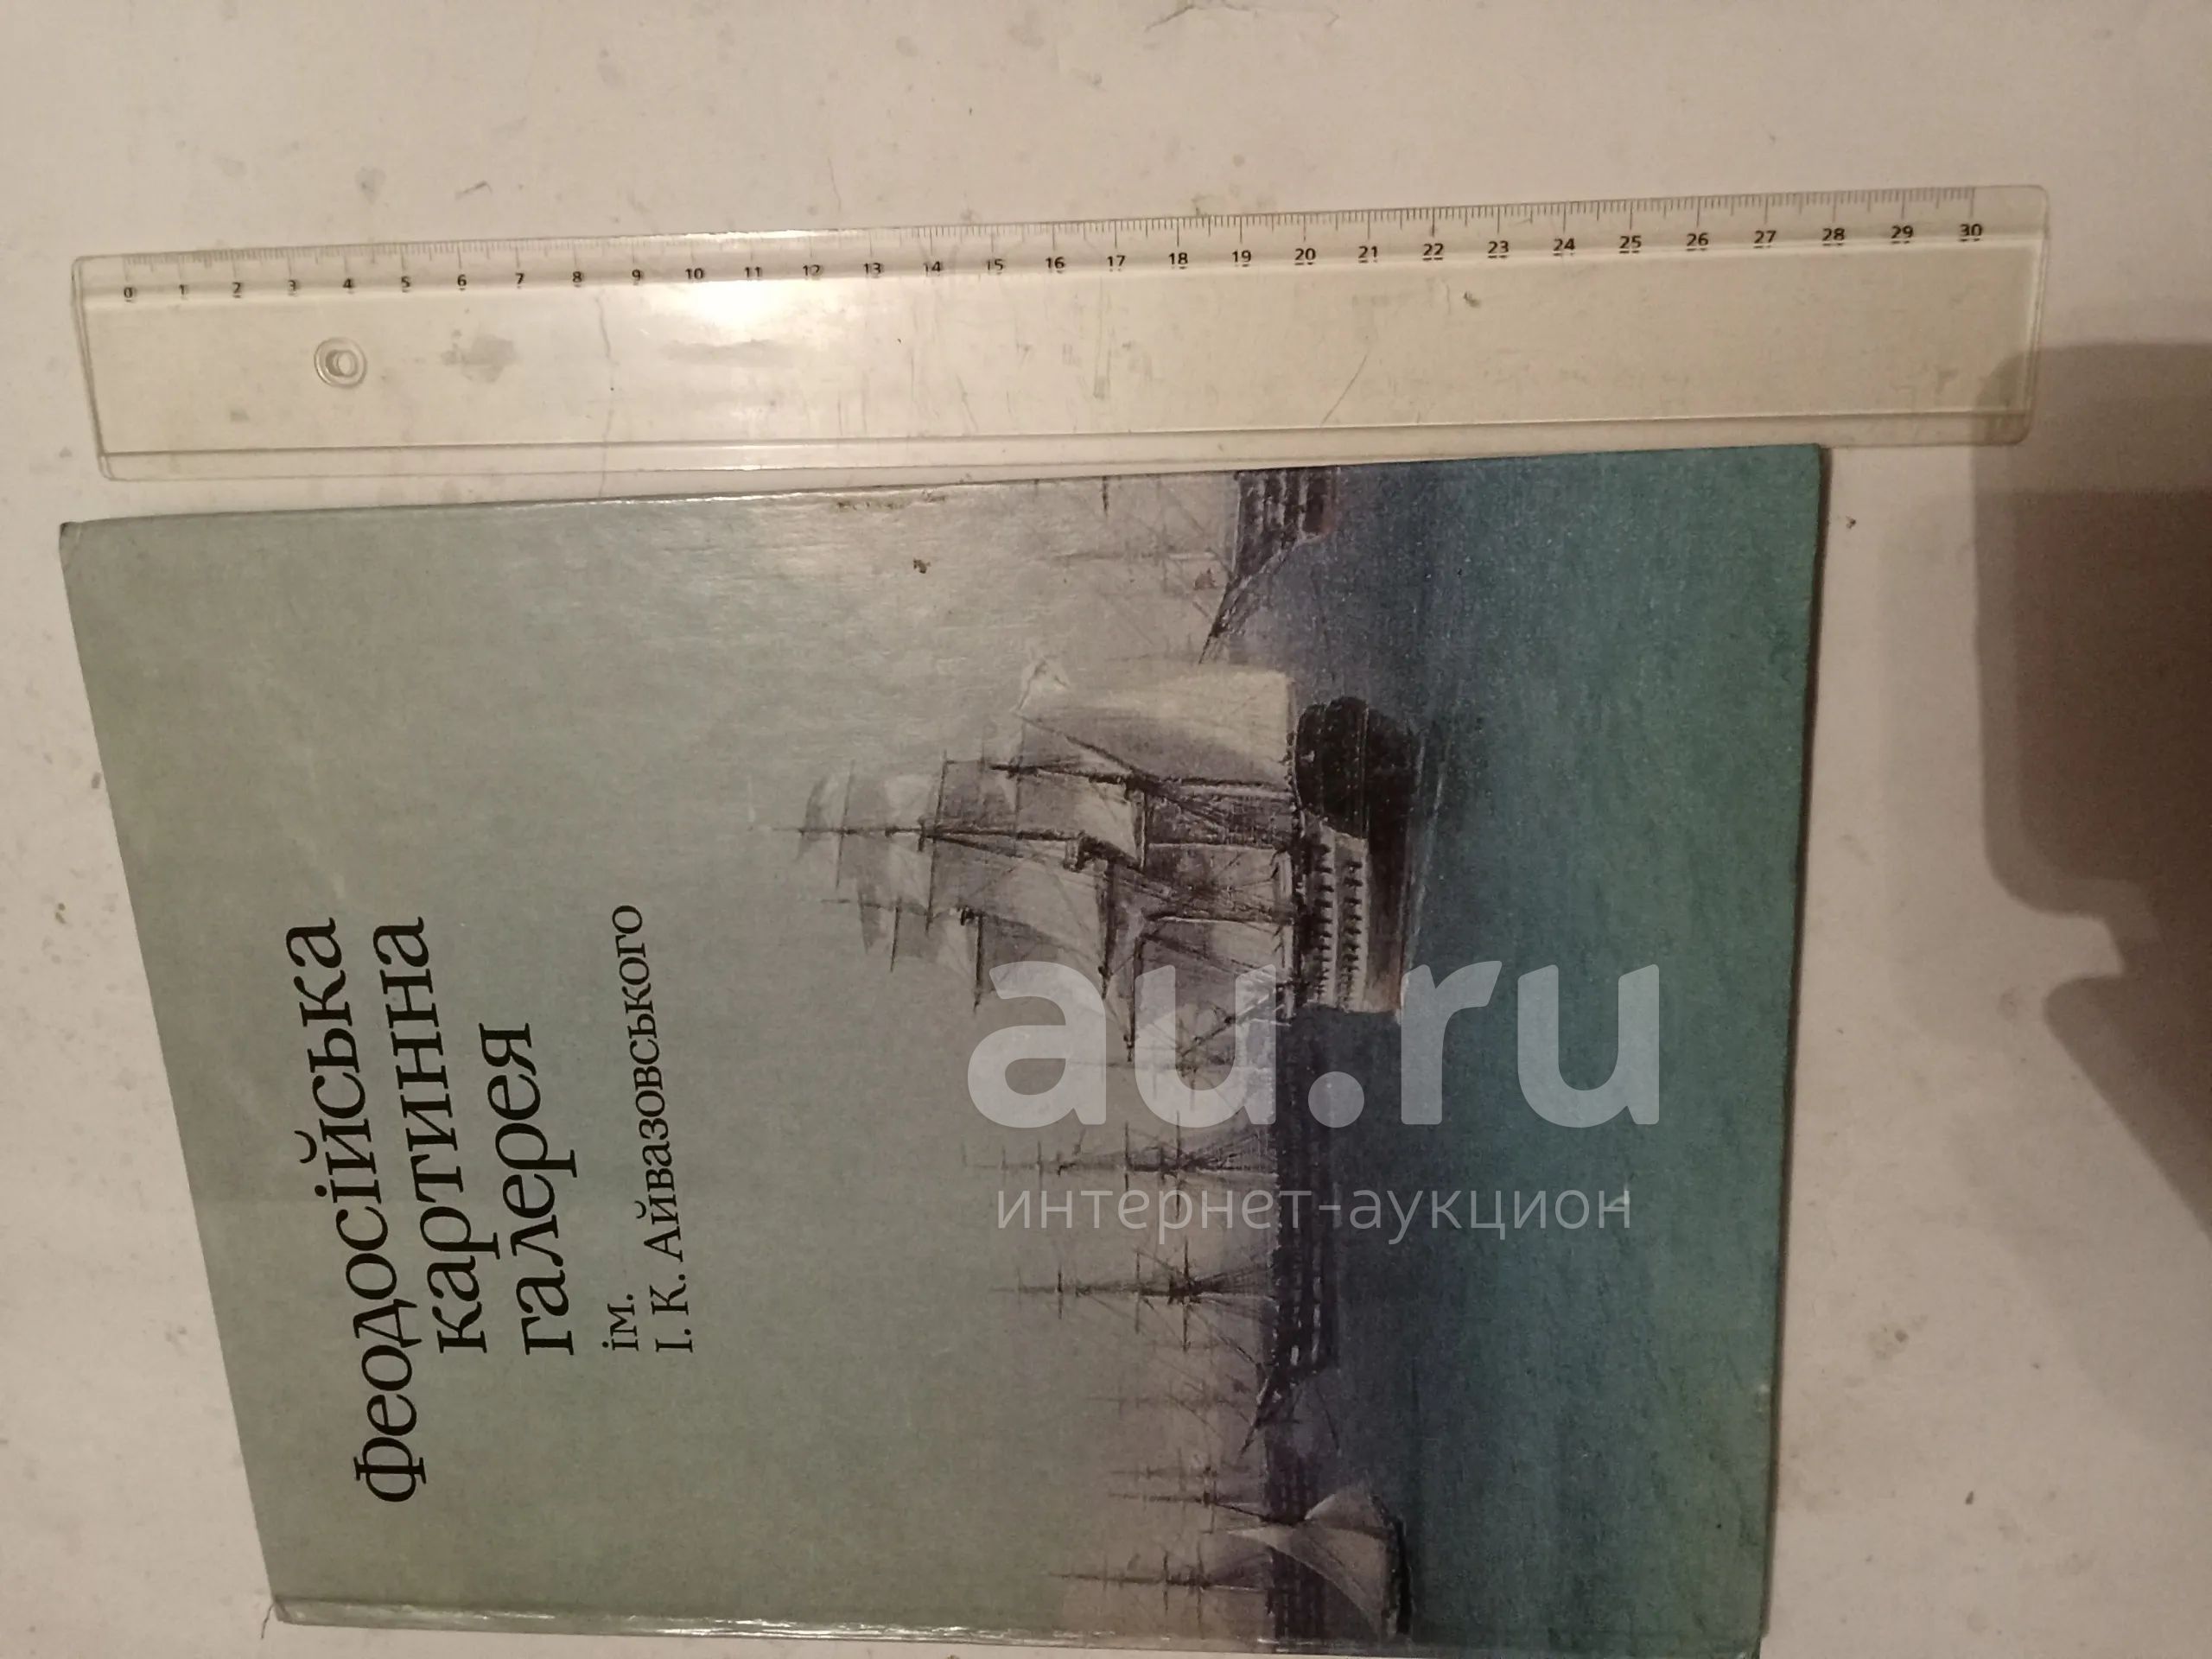 0 1 2 3 4 5 6 7 8 9 10 11 12 13 14 15 16 17 18 19 20 21 22 23 24 25 26 27 28 29 30
Феодосійська
картинна
галерея
ім.
І. К. Айвазовського
au.ru
интернет-аукцион